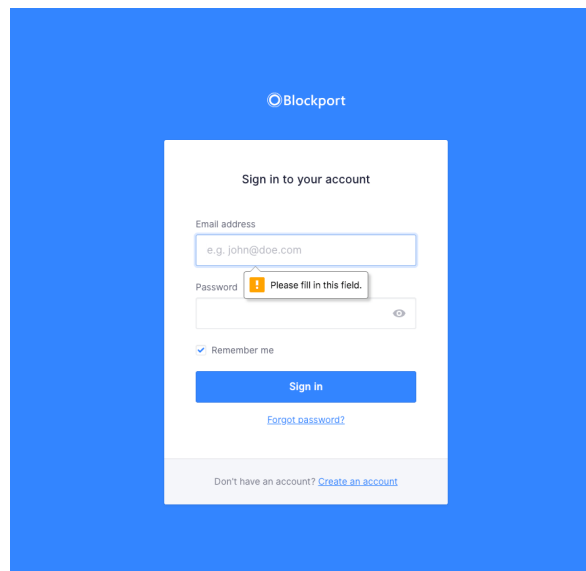 Blockport
Sign in to your account
Email address
e.g. john@doe.com
Please fill in this field.
Password
Remember me
Sign in
Forgot password?
Don't have an account? Create an account